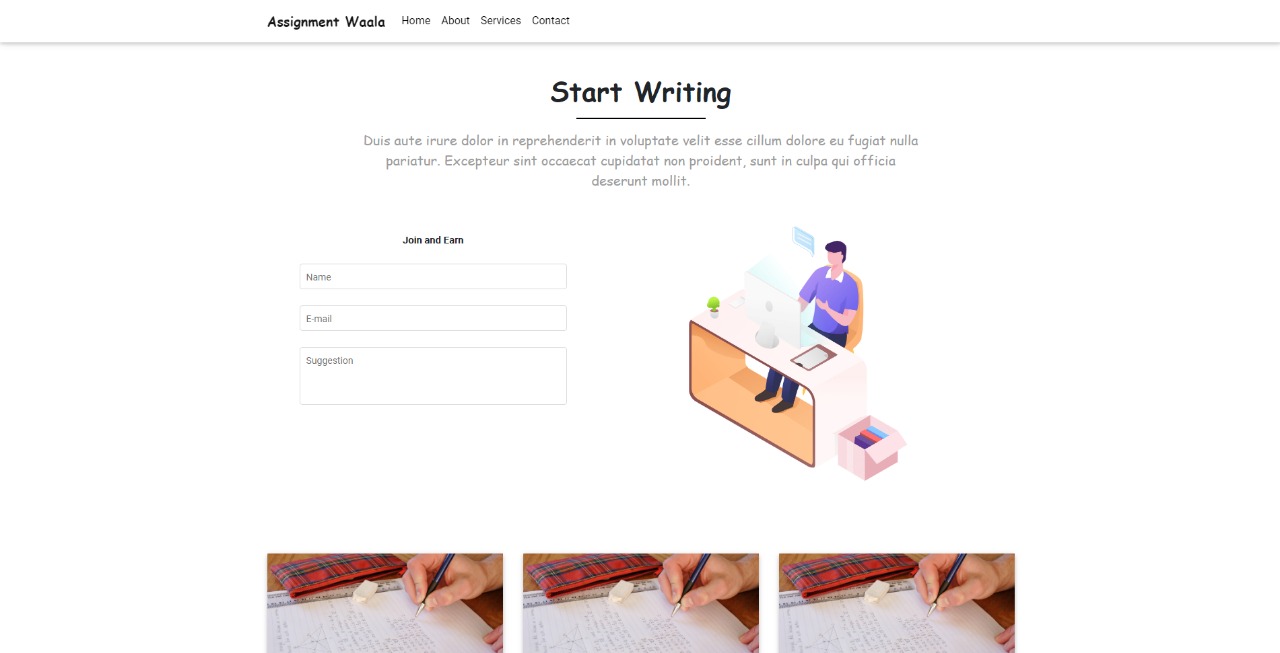 Assignment Waala
Home About Services Contact
Start Writing
Duis aute irure dolor in reprehenderit in voluptate velit esse cillum dolore eu fugiat nulla
pariatur. Excepteur sint occaecat cupidatat non proident, sunt in culpa qui officia
deserunt mollit.
Join and Earn
Name
E-mail
Suggestion